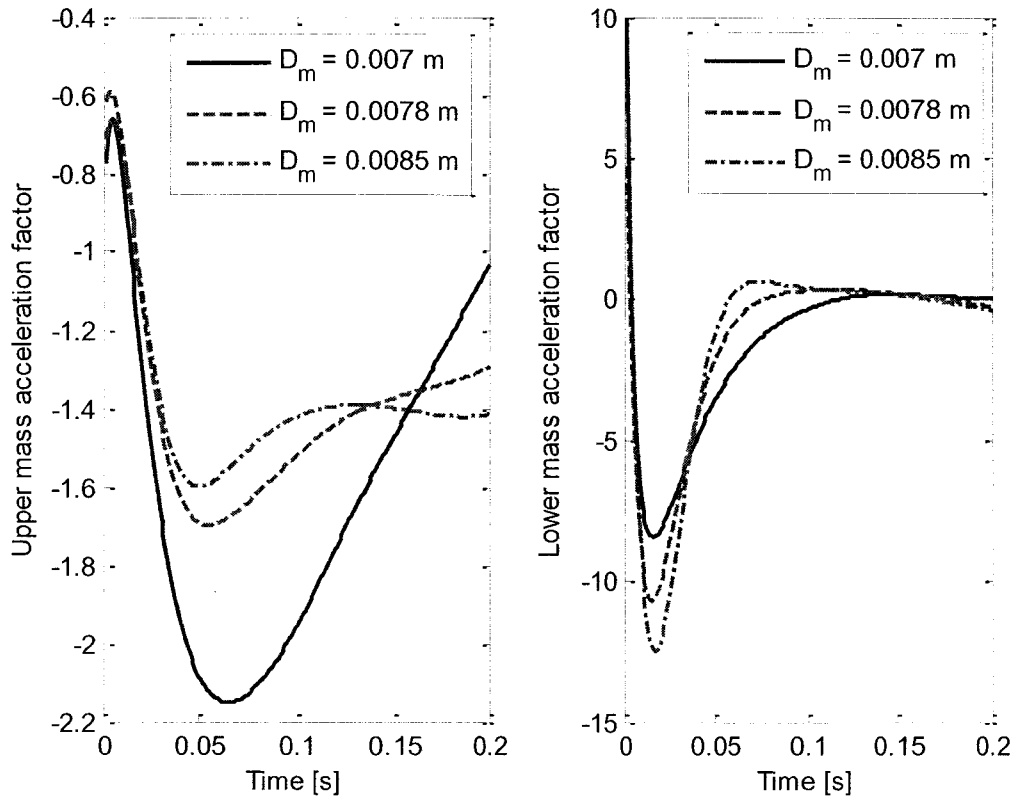 -0.4
-0.6
-0.8
-1
-1.2
-1.4
-1.6
-1.8
-2
-2.2
Upper mass acceleration factor
D_m = 0.007 m
D_m = 0.0078 m
D_m = 0.0085 m
0 0.05 0.1 0.15 0.2
Time [s]
10
5
0
-5
-10
-15
Lower mass acceleration factor
D_m = 0.007 m
D_m = 0.0078 m
D_m = 0.0085 m
0 0.05 0.1 0.15 0.2
Time [s]